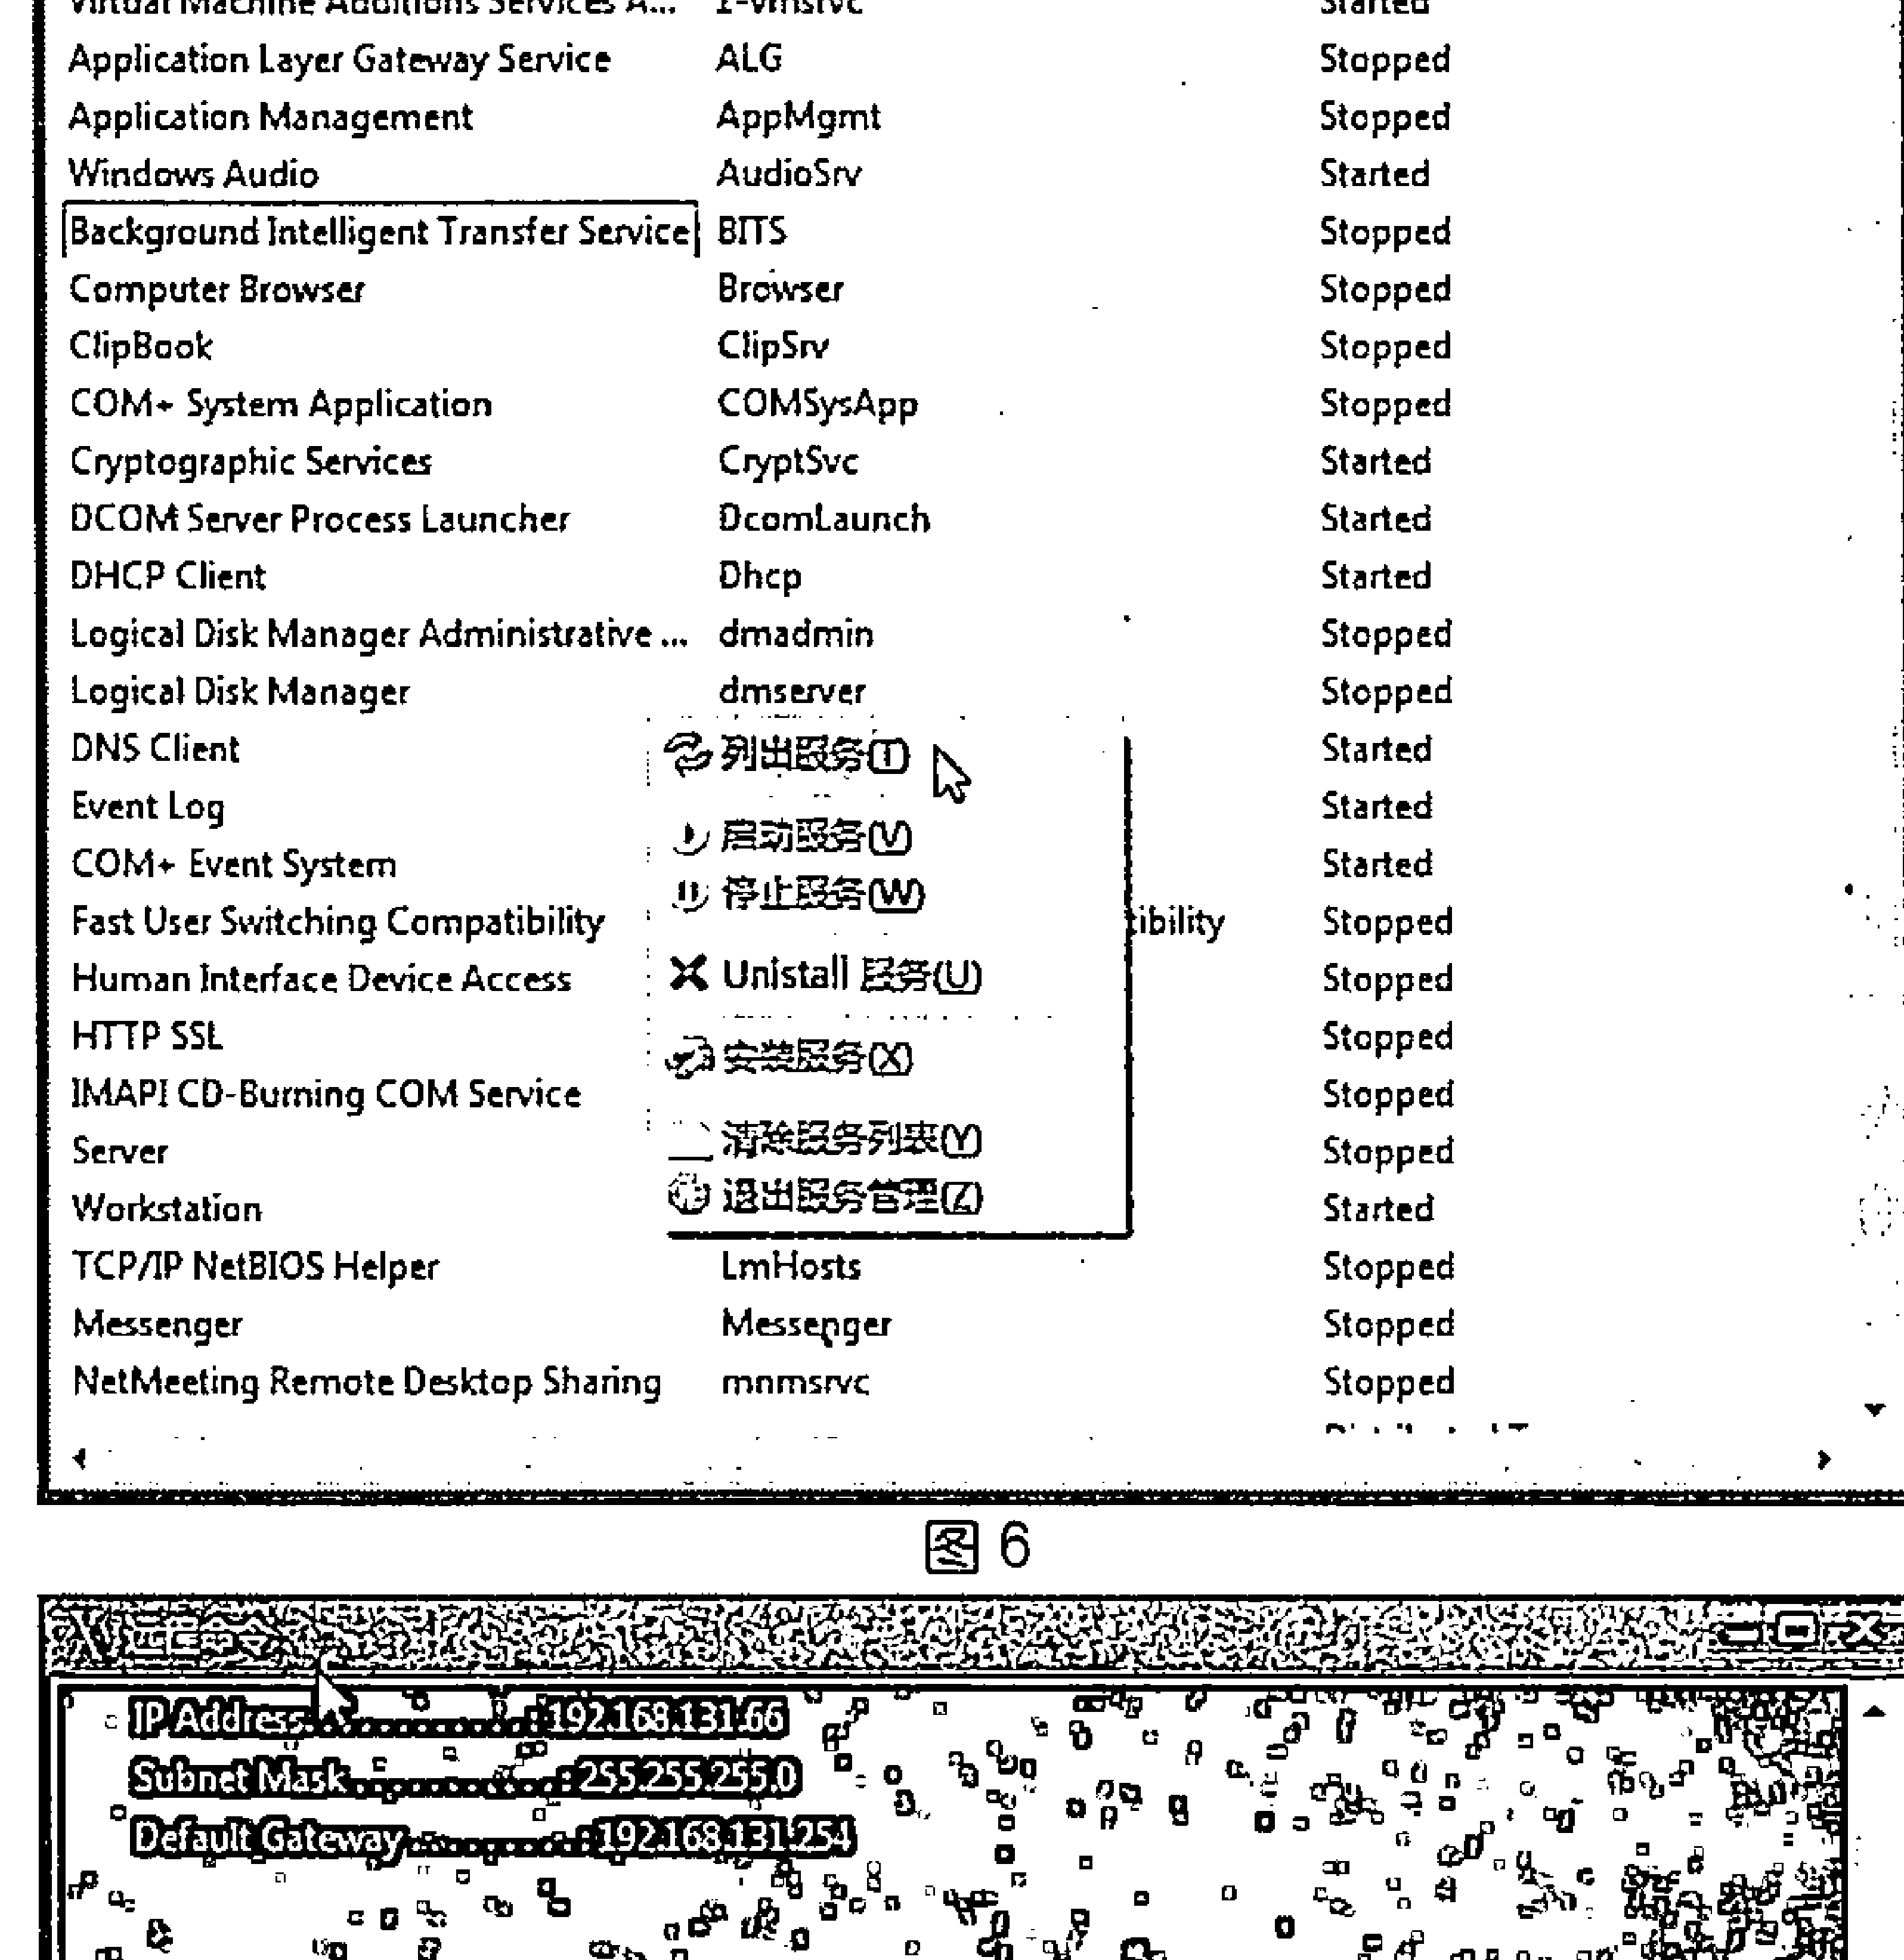 Virtual Machine Additions Services A... 1-vmsrvc Started
Application Layer Gateway Service ALG Stopped
Application Management AppMgmt Stopped
Windows Audio AudioSrv Started
Background Intelligent Transfer Service BITS Stopped
Computer Browser Browser Stopped
ClipBook ClipSrv Stopped
COM+ System Application COMSysApp Stopped
Cryptographic Services CryptSvc Started
DCOM Server Process Launcher DcomLaunch Started
DHCP Client Dhcp Started
Logical Disk Manager Administrative ... dmadmin Stopped
Logical Disk Manager dmserver Stopped
DNS Client 列出服务(T) Started
Event Log Started
启动服务(V)
COM+ Event System Started
停止服务(W)
Fast User Switching Compatibility tibility Stopped
Human Interface Device Access Unistall 服务(U) Stopped
HTTP SSL Stopped
安装服务(X)
IMAPI CD-Burning COM Service Stopped
Server 清除服务列表(Y) Stopped
Workstation 退出服务管理(Z) Started
TCP/IP NetBIOS Helper LmHosts Stopped
Messenger Messenger Stopped
NetMeeting Remote Desktop Sharing mnmsrvc Stopped
图 6
IP Address............: 192.168.131.66
Subnet Mask...........: 255.255.255.0
Default Gateway.........: 192.168.131.254